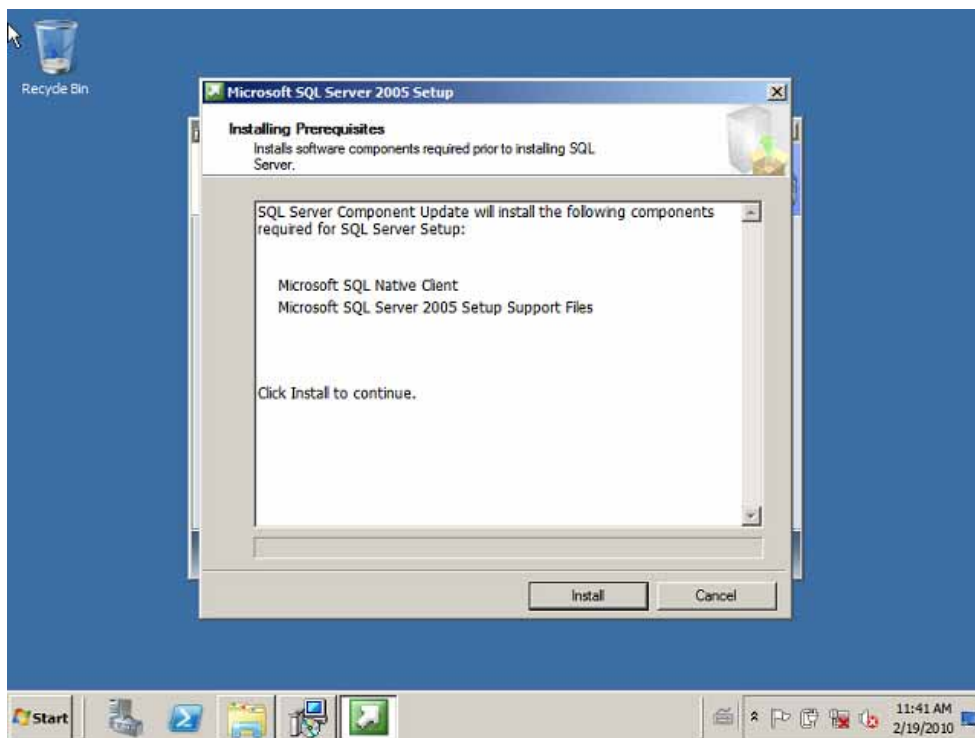 Recycle Bin
Microsoft SQL Server 2005 Setup
Installing Prerequisites
Installs software components required prior to installing SQL
Server.
SQL Server Component Update will install the following components
required for SQL Server Setup:
Microsoft SQL Native Client
Microsoft SQL Server 2005 Setup Support Files
Click Install to continue.
Install
Cancel
Start
11:41 AM
2/19/2010